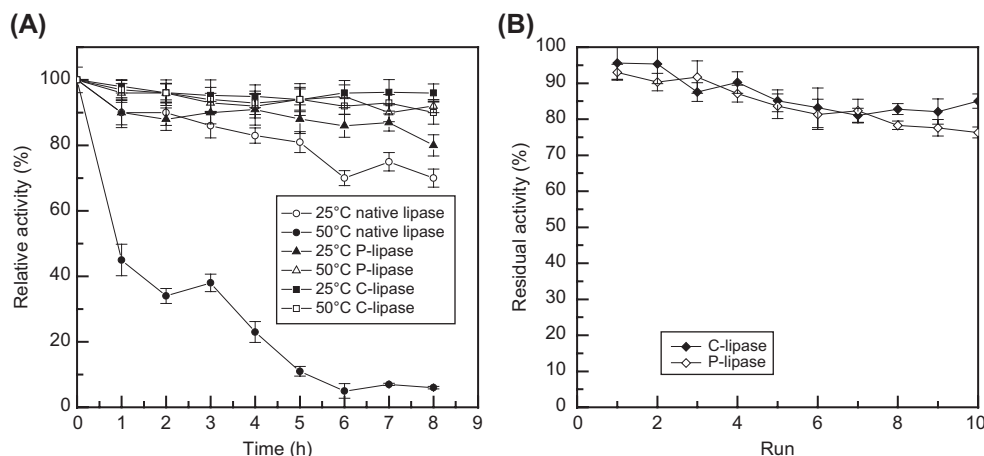 (A)
100
80
60
40
20
0
Relative activity (%)
25°C native lipase
50°C native lipase
25°C P-lipase
50°C P-lipase
25°C C-lipase
50°C C-lipase
0 1 2 3 4 5 6 7 8 9
Time (h)
(B)
100
90
80
70
60
50
40
30
20
10
0
Residual activity (%)
C-lipase
P-lipase
0 2 4 6 8 10
Run